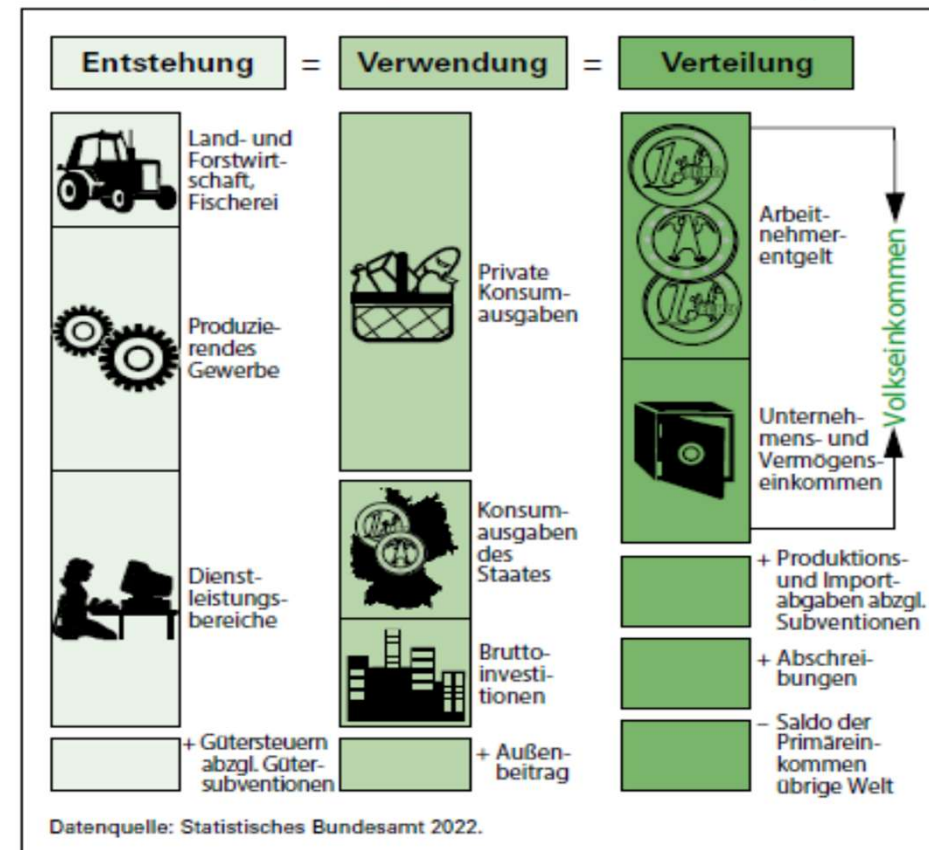 Entstehung = Verwendung = Verteilung
Land- und
Forstwirt-
schaft,
Fischerei
Produzie-
rendes
Gewerbe
Dienst-
leistungs-
bereiche
+ Gütersteuern
abzgl. Güter-
subventionen
Private
Konsum-
ausgaben
Konsum-
ausgaben
des
Staates
Brutto-
investi-
tionen
+ Außen-
beitrag
Arbeit-
nehmer-
entgelt
Unterneh-
mens- und
Vermögens-
einkommen
Volkseinkommen
+ Produktions-
und Import-
abgaben abzgl.
Subventionen
+ Abschrei-
bungen
– Saldo der
Primärein-
kommen
übrige Welt
Datenquelle: Statistisches Bundesamt 2022.